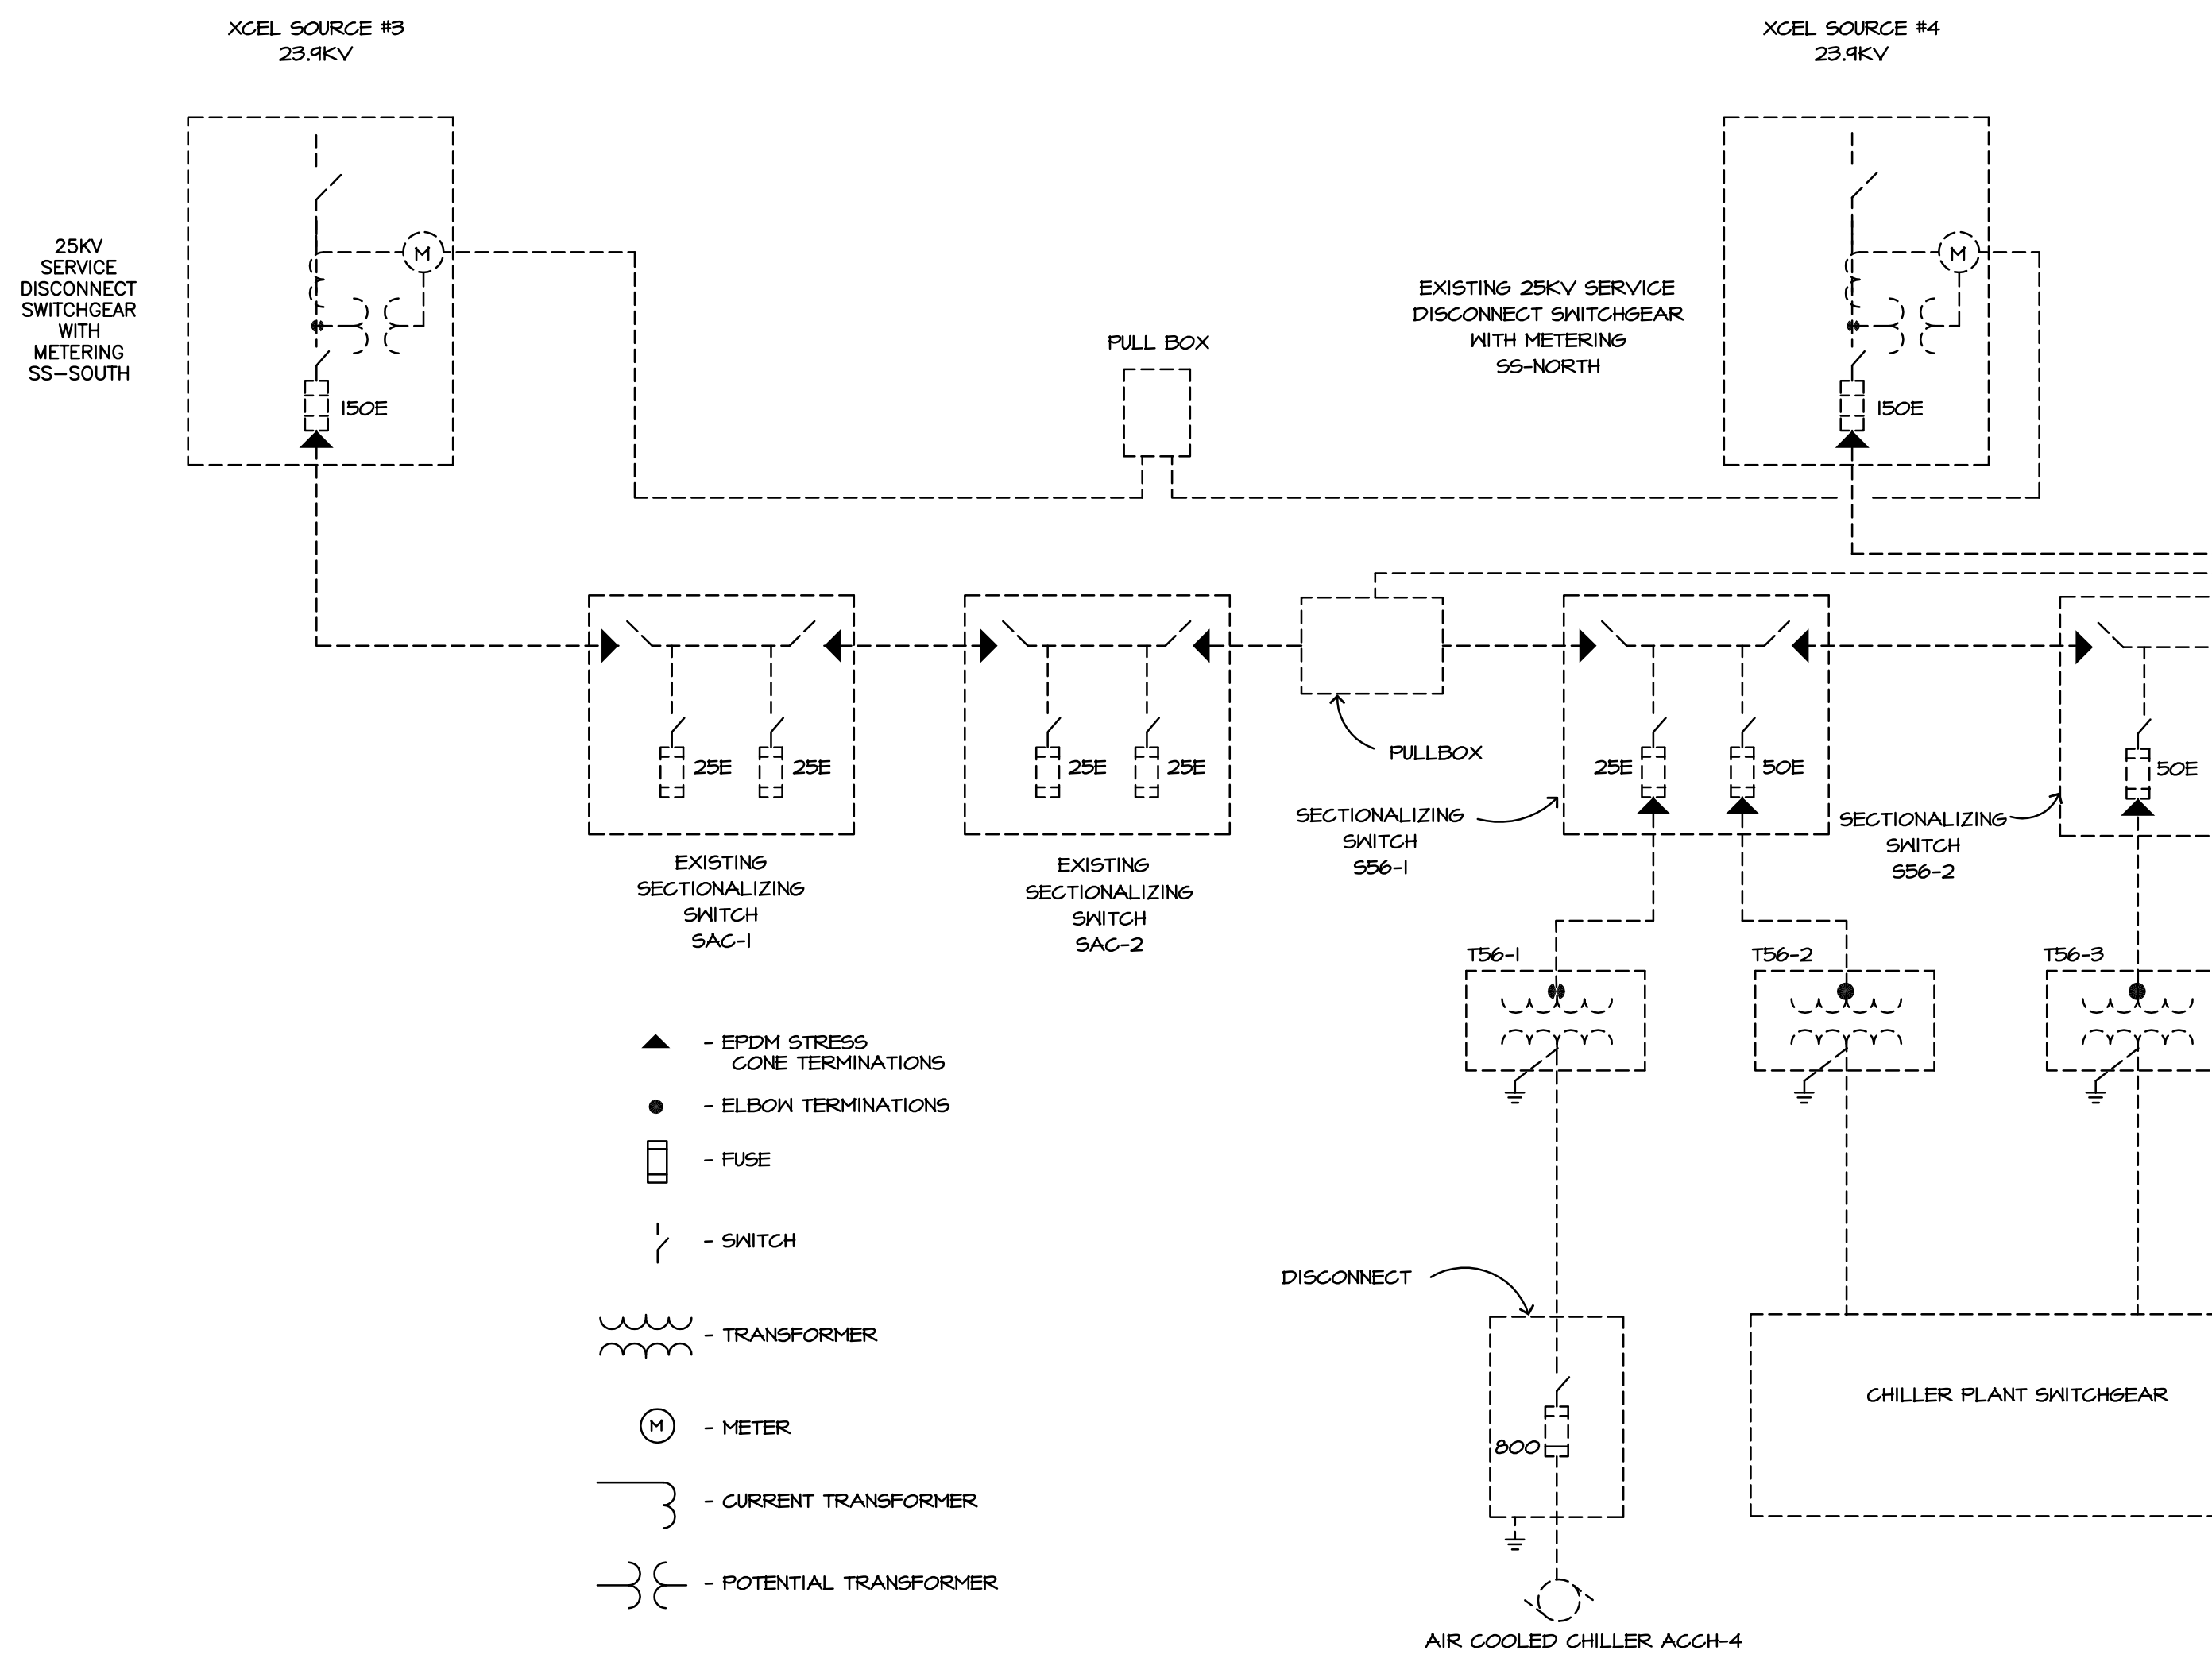 XCEL SOURCE #3
23.9KV
XCEL SOURCE #4
23.9KV
25KV
SERVICE
DISCONNECT
SWITCHGEAR
WITH
METERING
SS-SOUTH
M
150E
PULL BOX
EXISTING 25KV SERVICE
DISCONNECT SWITCHGEAR
WITH METERING
SS-NORTH
M
150E
25E
25E
EXISTING
SECTIONALIZING
SWITCH
SAC-1
25E
25E
EXISTING
SECTIONALIZING
SWITCH
SAC-2
PULLBOX
25E
50E
SECTIONALIZING
SWITCH
S56-1
50E
SECTIONALIZING
SWITCH
S56-2
T56-1
T56-2
T56-3
- EPDM STRESS
CONE TERMINATIONS
- ELBOW TERMINATIONS
- FUSE
- SWITCH
- TRANSFORMER
M
- METER
- CURRENT TRANSFORMER
- POTENTIAL TRANSFORMER
DISCONNECT
800
AIR COOLED CHILLER ACCH-4
CHILLER PLANT SWITCHGEAR